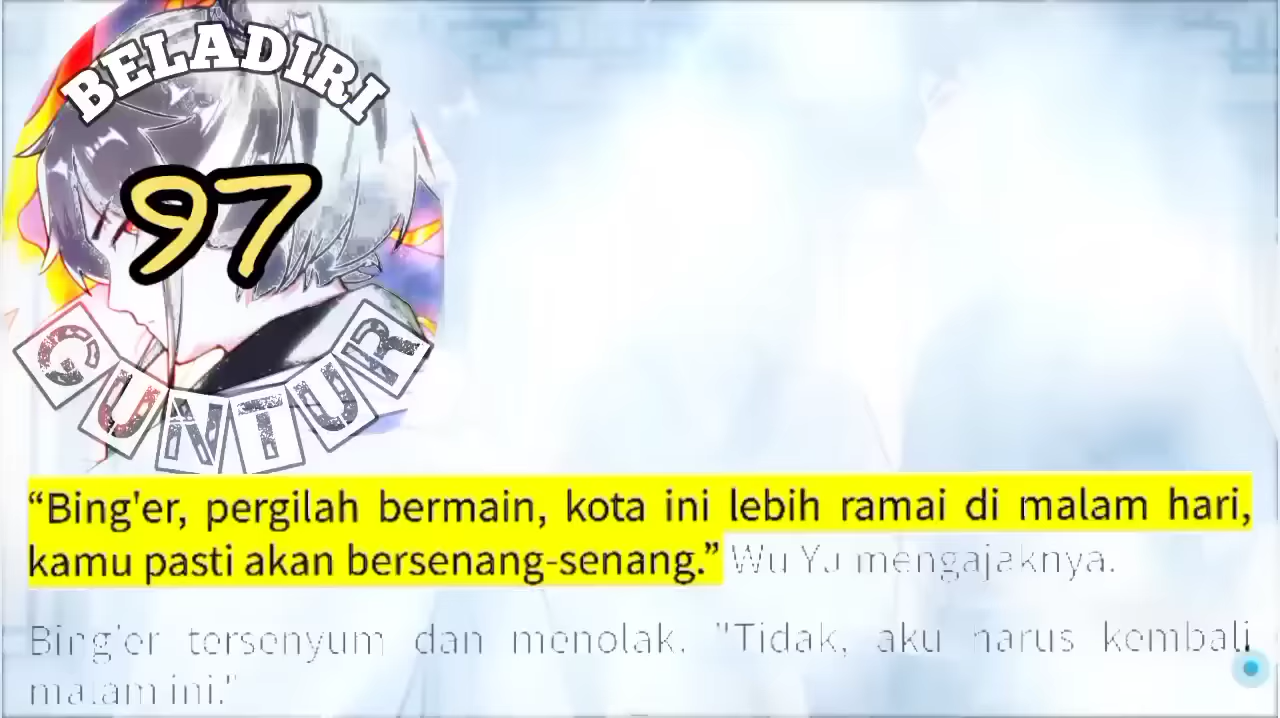 BELADIRI
97
GUNTUR
“Bing'er, pergilah bermain, kota ini lebih ramai di malam hari,
kamu pasti akan bersenang-senang.” Wu Yu mengajaknya.
Bing'er tersenyum dan menolak. "Tidak, aku harus kembali
malam ini."